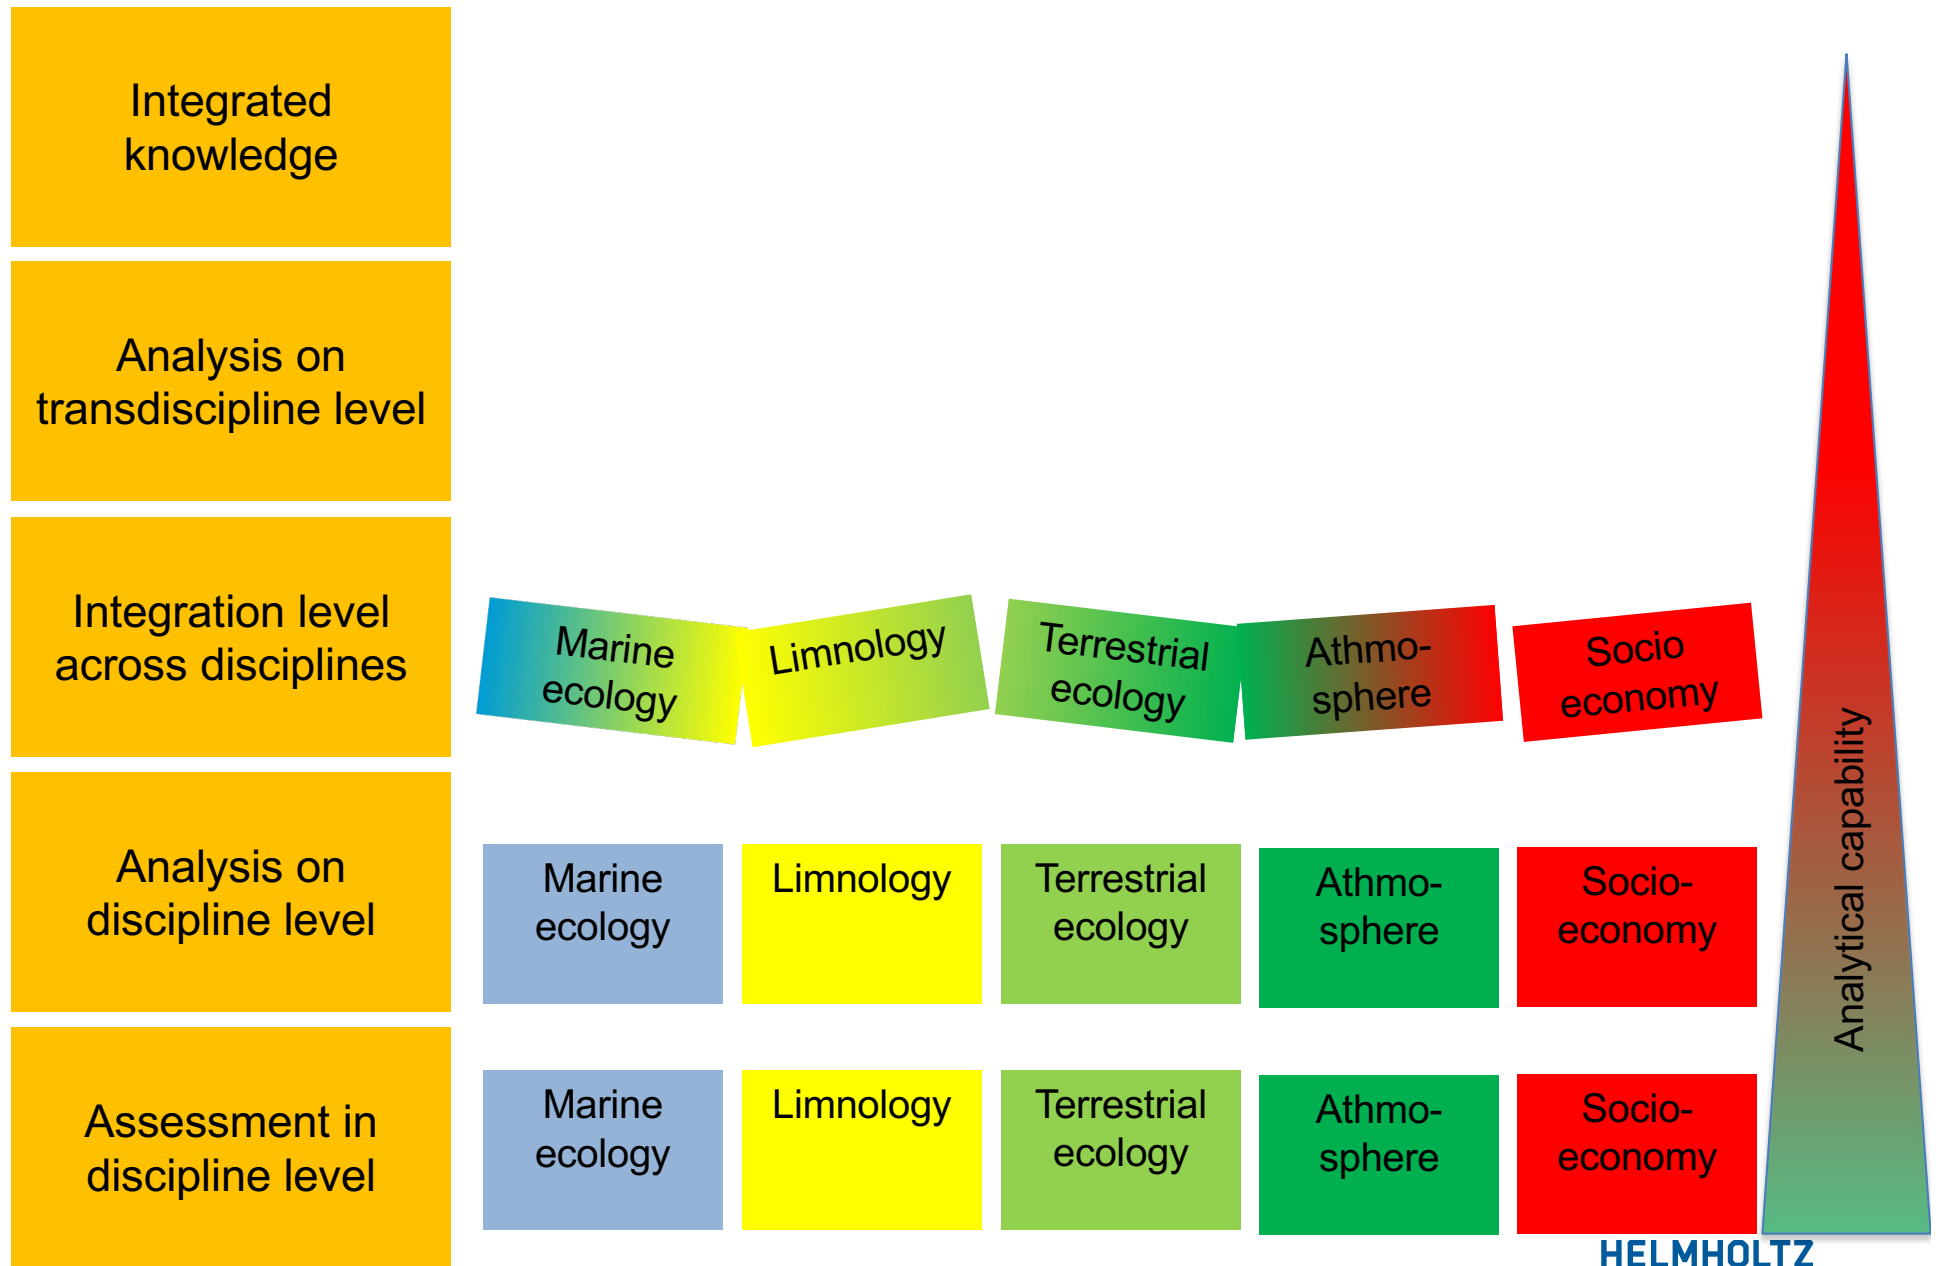 Integrated
knowledge
Analysis on
transdiscipline level
Integration level
across disciplines
Marine
ecology
Limnology
Terrestrial
ecology
Athmo-
sphere
Socio
economy
Analysis on
discipline level
Marine
ecology
Limnology
Terrestrial
ecology
Athmo-
sphere
Socio-
economy
Assessment in
discipline level
Marine
ecology
Limnology
Terrestrial
ecology
Athmo-
sphere
Socio-
economy
Analytical capability
HELMHOLTZ